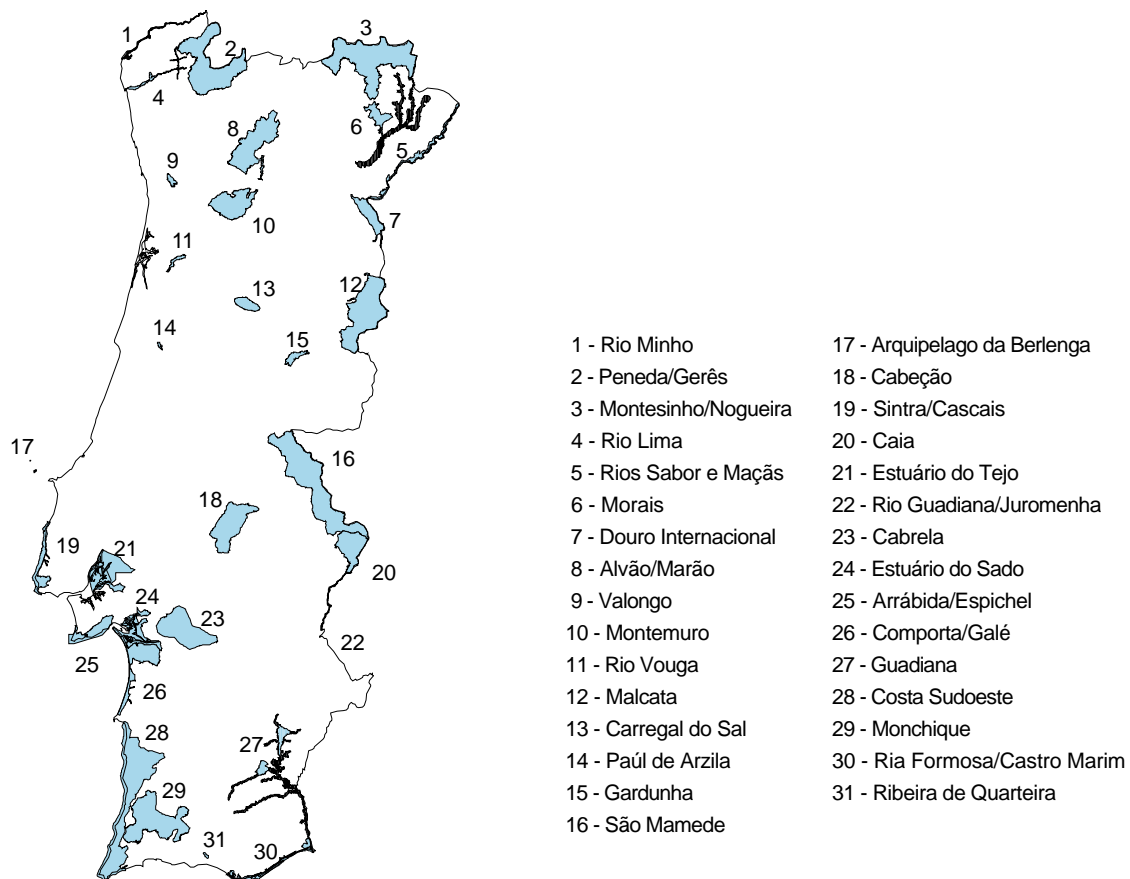 1
2
3
4
5
6
7
8
9
10
11
12
13
14
15
16
17
18
19
20
21
22
23
24
25
26
27
28
29
30
31
1 - Rio Minho
2 - Peneda/Gerês
3 - Montesinho/Nogueira
4 - Rio Lima
5 - Rios Sabor e Maçãs
6 - Morais
7 - Douro Internacional
8 - Alvão/Marão
9 - Valongo
10 - Montemuro
11 - Rio Vouga
12 - Malcata
13 - Carregal do Sal
14 - Paúl de Arzila
15 - Gardunha
16 - São Mamede
17 - Arquipelago da Berlenga
18 - Cabeção
19 - Sintra/Cascais
20 - Caia
21 - Estuário do Tejo
22 - Rio Guadiana/Juromenha
23 - Cabrela
24 - Estuário do Sado
25 - Arrábida/Espichel
26 - Comporta/Galé
27 - Guadiana
28 - Costa Sudoeste
29 - Monchique
30 - Ria Formosa/Castro Marim
31 - Ribeira de Quarteira